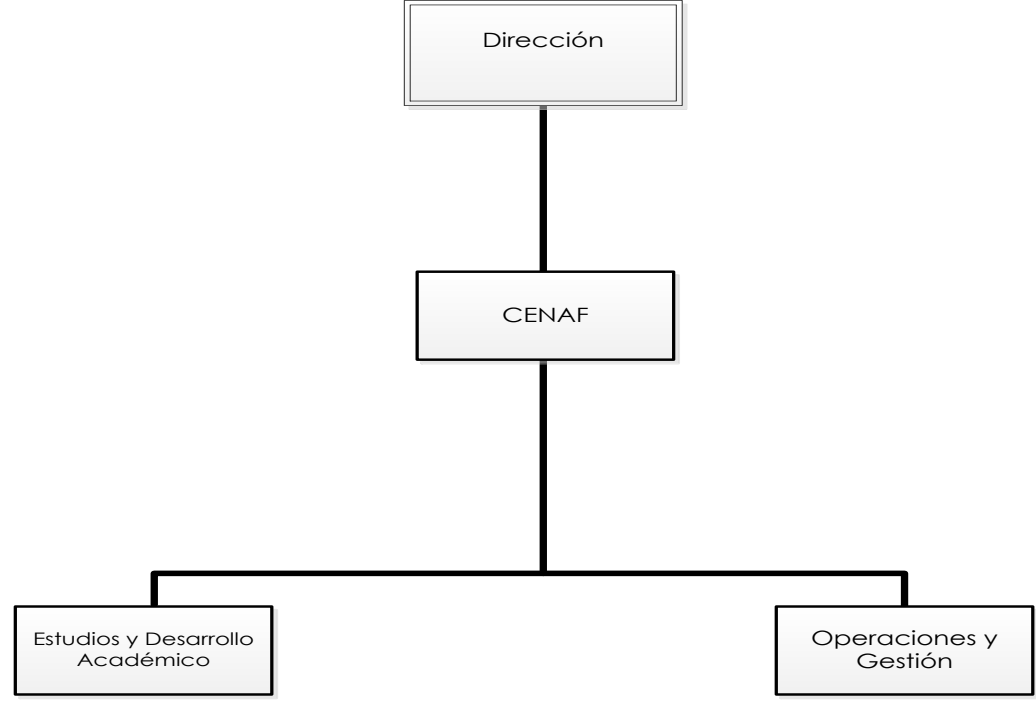 Dirección
CENAF
Estudios y Desarrollo
Académico
Operaciones y
Gestión